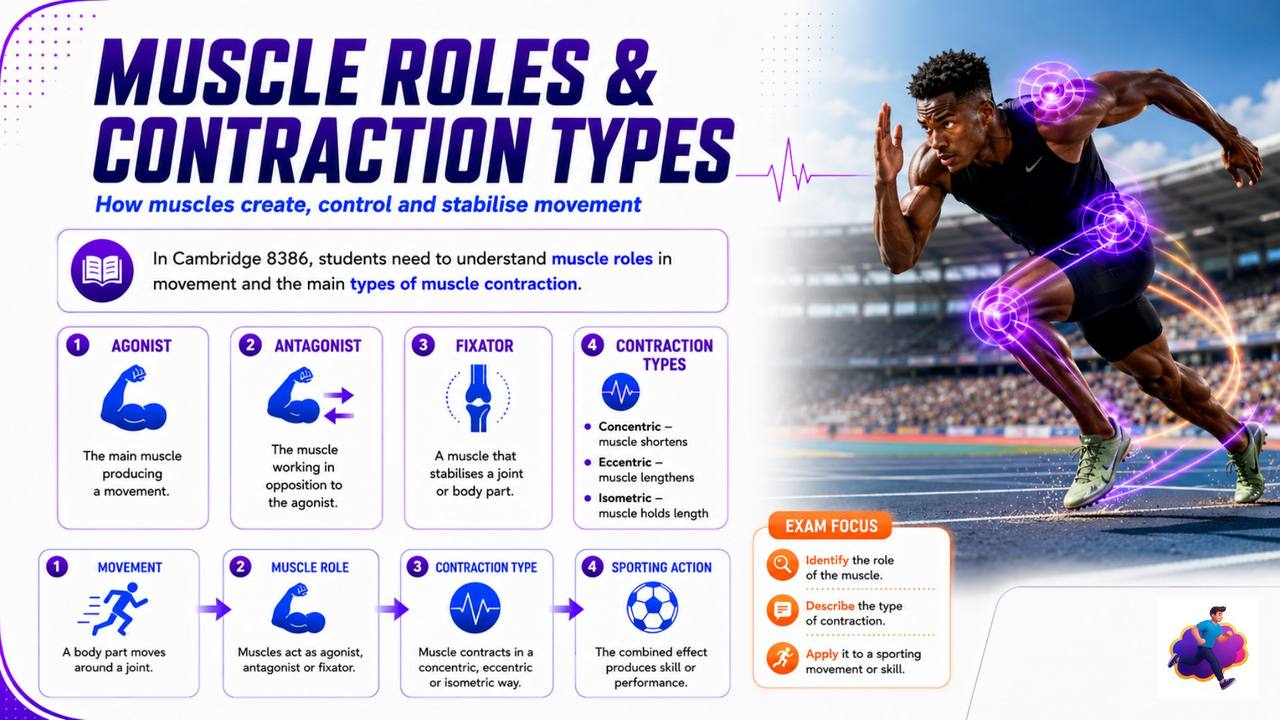 MUSCLE ROLES &
CONTRACTION TYPES
How muscles create, control and stabilise movement
In Cambridge 8386, students need to understand muscle roles in
movement and the main types of muscle contraction.
1 AGONIST
The main muscle
producing
a movement.
2 ANTAGONIST
The muscle
working in
opposition to
the agonist.
3 FIXATOR
A muscle that
stabilises a joint
or body part.
4 CONTRACTION
TYPES
• Concentric –
muscle shortens
• Eccentric –
muscle lengthens
• Isometric –
muscle holds length
1 MOVEMENT
A body part moves
around a joint.
2 MUSCLE ROLE
Muscles act as agonist,
antagonist or fixator.
3 CONTRACTION TYPE
Muscle contracts in a
concentric, eccentric
or isometric way.
4 SPORTING ACTION
The combined effect
produces skill or
performance.
EXAM FOCUS
Identify the role
of the muscle.
Describe the type
of contraction.
Apply it to a sporting
movement or skill.